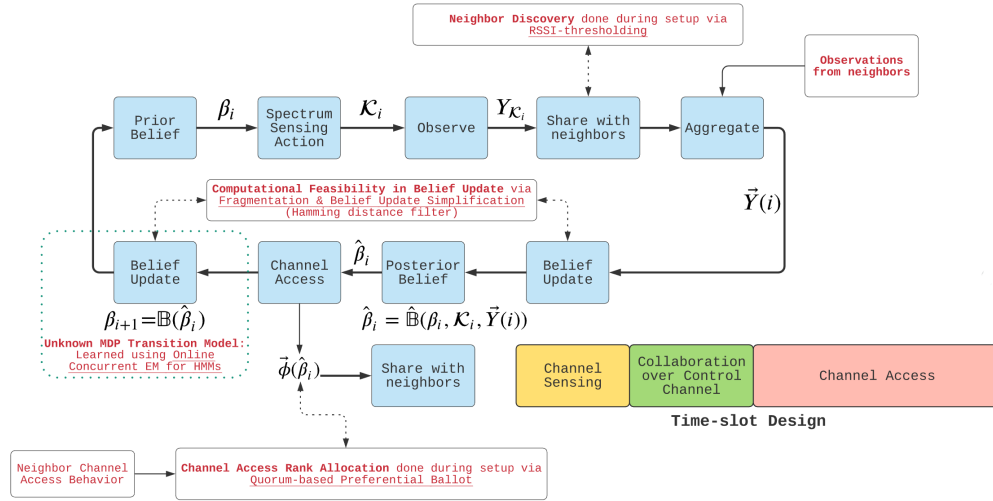 Neighbor Discovery done during setup via
RSSI-thresholding
Observations
from neighbors
Prior
Belief
βᵢ
Spectrum
Sensing
Action
𝒦ᵢ
Observe
Y_𝒦ᵢ
Share with
neighbors
Aggregate
Y⃗(i)
Computational Feasibility in Belief Update via
Fragmentation & Belief Update Simplification
(Hamming distance filter)
Belief
Update
Channel
Access
β̂ᵢ
Posterior
Belief
Belief
Update
βᵢ₊₁=𝔹(β̂ᵢ)
β̂ᵢ = 𝔹̂(βᵢ, 𝒦ᵢ, Y⃗(i))
Unknown MDP Transition Model:
Learned using Online
Concurrent EM for HMMs
ϕ⃗(β̂ᵢ)
Share with
neighbors
Channel
Sensing
Collaboration
over Control
Channel
Channel Access
Time-slot Design
Neighbor Channel
Access Behavior
Channel Access Rank Allocation done during setup via
Quorum-based Preferential Ballot